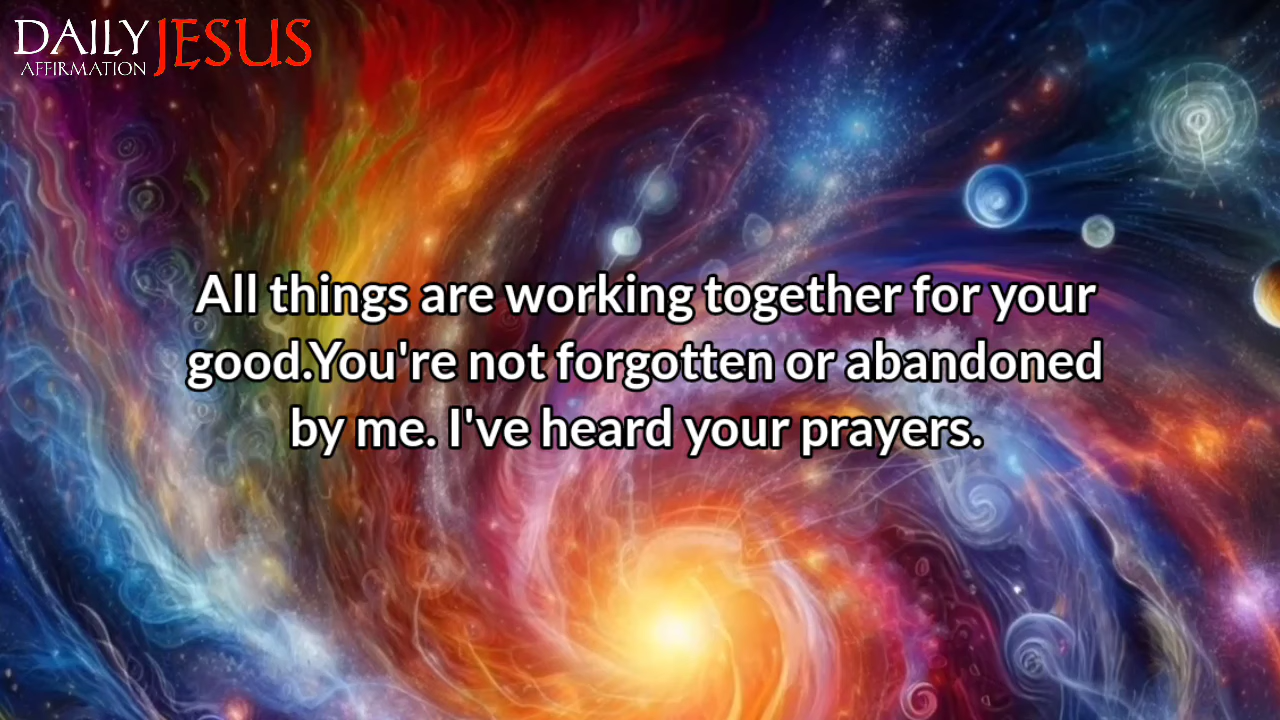 DAILY JESUS
AFFIRMATION
All things are working together for your
good.You're not forgotten or abandoned
by me. I've heard your prayers.